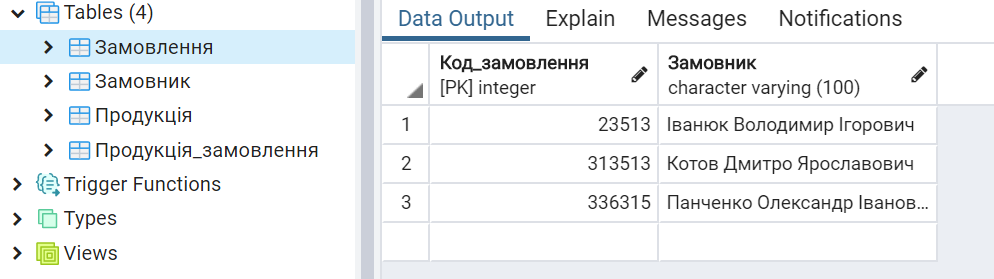 Tables (4)
Замовлення
Замовник
Продукція
Продукція_замовлення
Trigger Functions
Types
Views
Data Output Explain Messages Notifications
Код_замовлення Замовник
[PK] integer character varying (100)
1 23513 Іванюк Володимир Ігорович
2 313513 Котов Дмитро Ярославович
3 336315 Панченко Олександр Іванов...